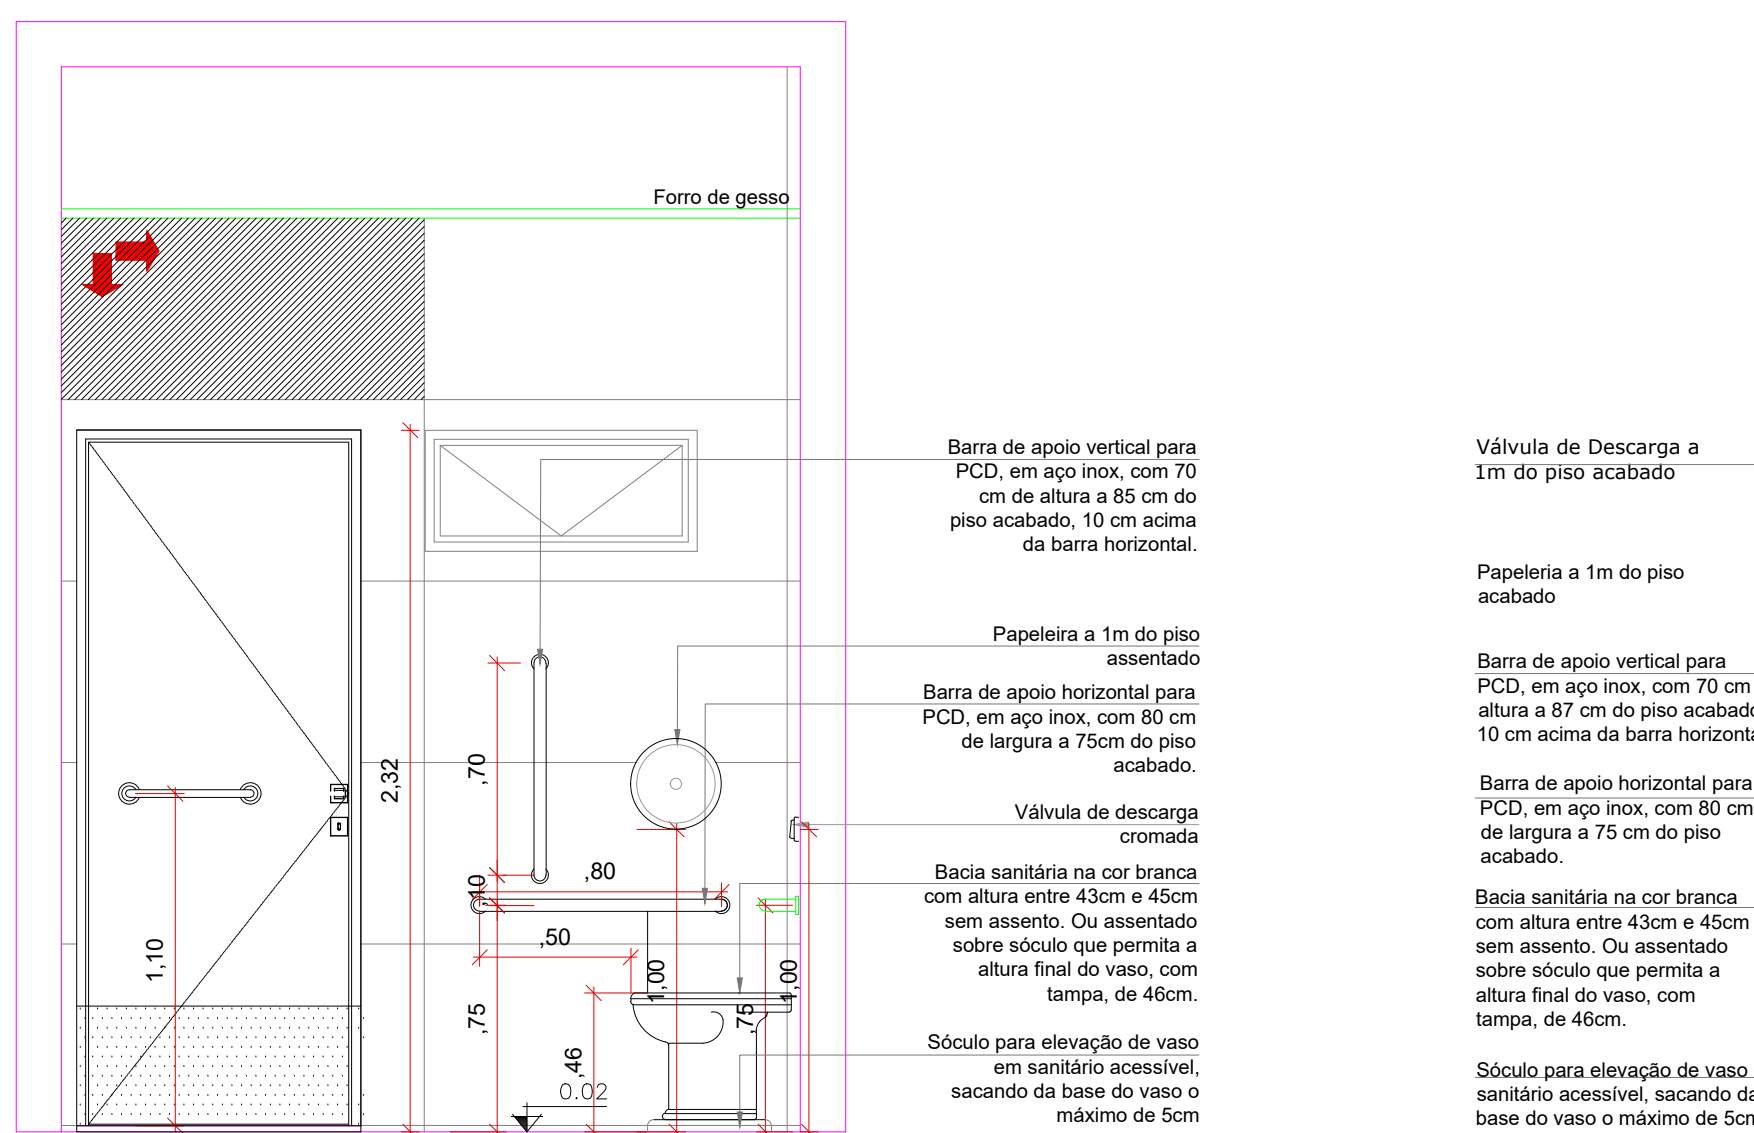 Forro de gesso
Barra de apoio vertical para
PCD, em aço inox, com 70
cm de altura a 85 cm do
piso acabado, 10 cm acima
da barra horizontal.
Papeleira a 1m do piso
assentado
Barra de apoio horizontal para
PCD, em aço inox, com 80 cm
de largura a 75cm do piso
acabado.
Válvula de descarga
cromada
Bacia sanitária na cor branca
com altura entre 43cm e 45cm
sem assento. Ou assentado
sobre sóculo que permita a
altura final do vaso, com
tampa, de 46cm.
Sóculo para elevação de vaso
em sanitário acessível,
sacando da base do vaso o
máximo de 5cm
Válvula de Descarga a
1m do piso acabado
Papeleria a 1m do piso
acabado
Barra de apoio vertical para
PCD, em aço inox, com 70 cm
altura a 87 cm do piso acabado
10 cm acima da barra horizonta
Barra de apoio horizontal para
PCD, em aço inox, com 80 cm
de largura a 75 cm do piso
acabado.
Bacia sanitária na cor branca
com altura entre 43cm e 45cm
sem assento. Ou assentado
sobre sóculo que permita a
altura final do vaso, com
tampa, de 46cm.
Sóculo para elevação de vaso
sanitário acessível, sacando da
base do vaso o máximo de 5cm
2,32
1,10
,70
,10
,80
,50
,75
,46
1,00
,75
1,00
0.02